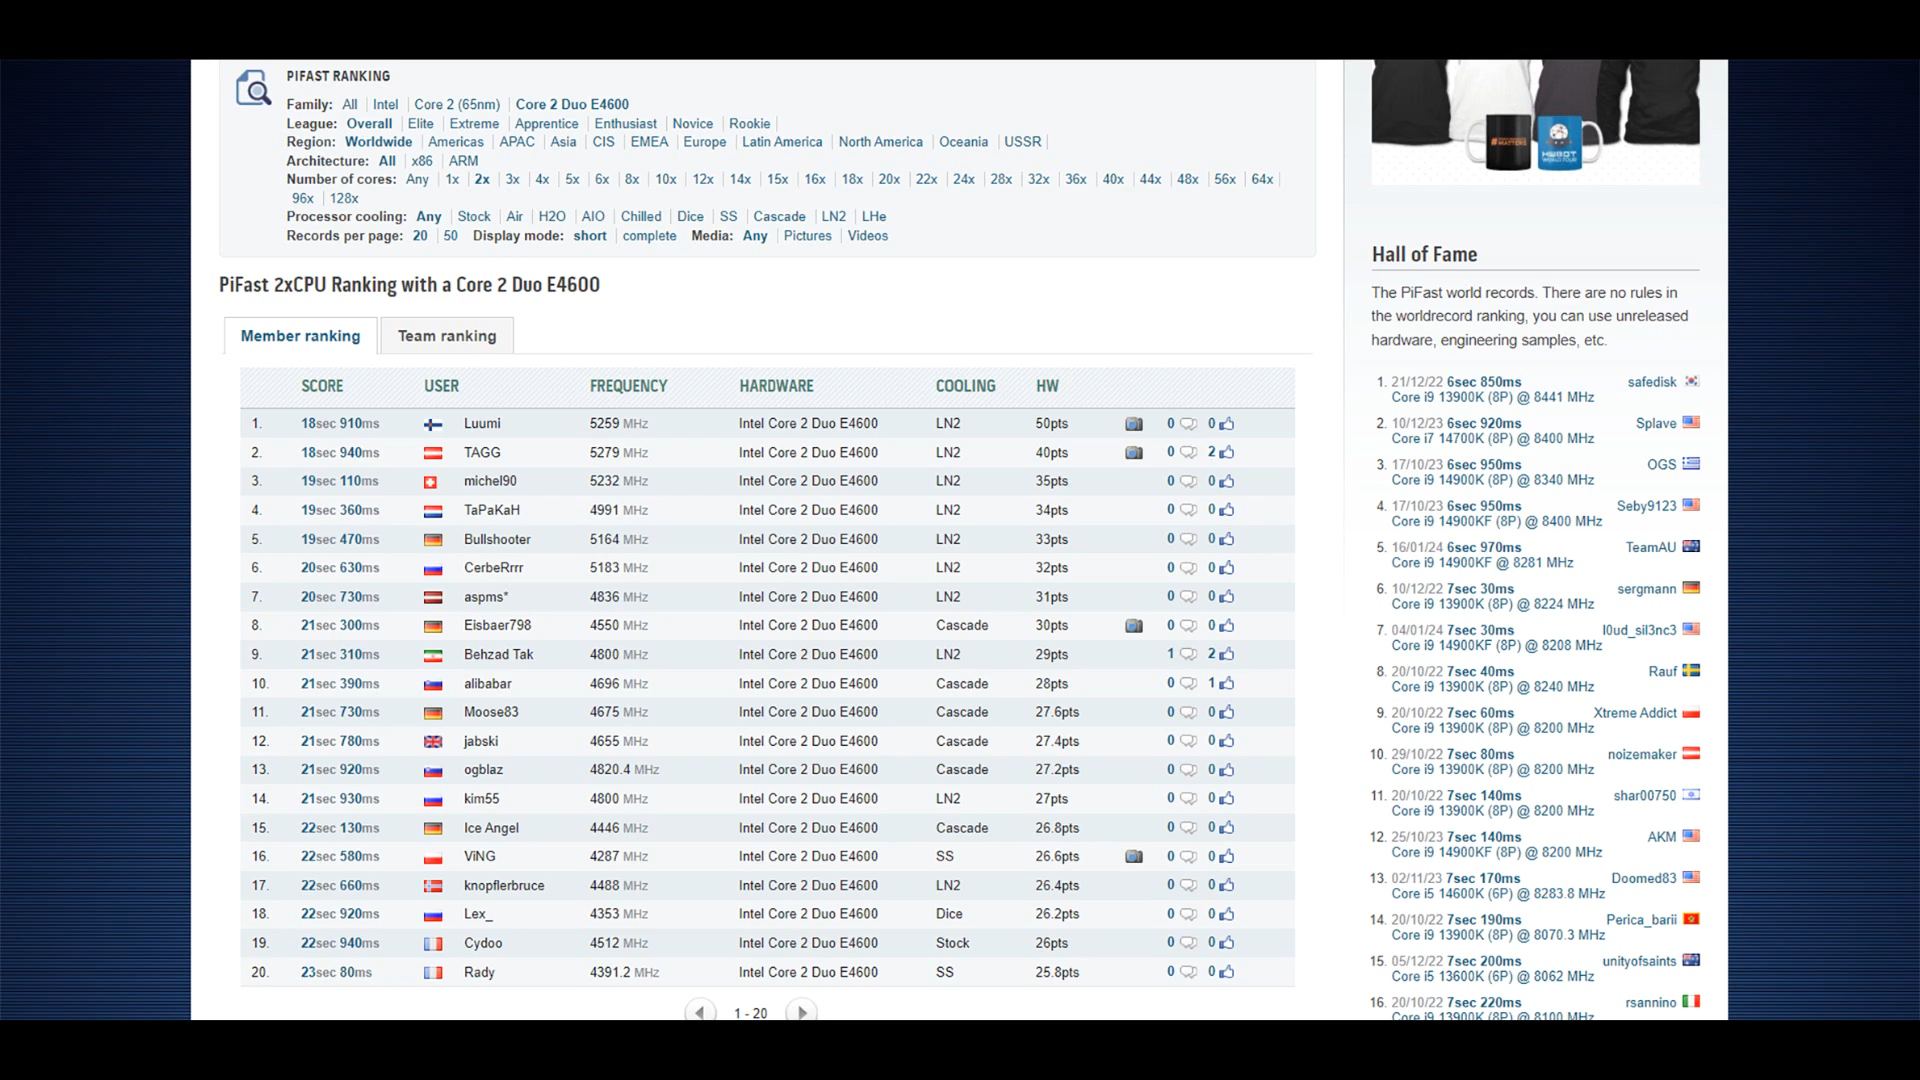 PIFAST RANKING
Family: All Intel Core 2 (65nm) Core 2 Duo E4600
League: Overall Elite Extreme Apprentice Enthusiast Novice Rookie
Region: Worldwide Americas APAC Asia CIS EMEA Europe Latin America North America Oceania USSR
Architecture: All x86 ARM
Number of cores: Any 1x 2x 3x 4x 5x 6x 8x 10x 12x 14x 15x 16x 18x 20x 22x 24x 28x 32x 36x 40x 44x 48x 56x 64x
96x 128x
Processor cooling: Any Stock Air H2O AIO Chilled Dice SS Cascade LN2 LHe
Records per page: 20 50 Display mode: short complete Media: Any Pictures Videos
PiFast 2xCPU Ranking with a Core 2 Duo E4600
Member ranking Team ranking
SCORE USER FREQUENCY HARDWARE COOLING HW
1. 18sec 910ms Luumi 5259 MHz Intel Core 2 Duo E4600 LN2 50pts 0 0
2. 18sec 940ms TAGG 5279 MHz Intel Core 2 Duo E4600 LN2 40pts 0 2
3. 19sec 110ms michel90 5232 MHz Intel Core 2 Duo E4600 LN2 35pts 0 0
4. 19sec 360ms TaPaKaH 4991 MHz Intel Core 2 Duo E4600 LN2 34pts 0 0
5. 19sec 470ms Bullshooter 5164 MHz Intel Core 2 Duo E4600 LN2 33pts 0 0
6. 20sec 630ms CerbeRrrr 5183 MHz Intel Core 2 Duo E4600 LN2 32pts 0 0
7. 20sec 730ms aspms* 4836 MHz Intel Core 2 Duo E4600 LN2 31pts 0 0
8. 21sec 300ms Eisbaer798 4550 MHz Intel Core 2 Duo E4600 Cascade 30pts 0 0
9. 21sec 310ms Behzad Tak 4800 MHz Intel Core 2 Duo E4600 LN2 29pts 1 2
10. 21sec 390ms alibabar 4696 MHz Intel Core 2 Duo E4600 Cascade 28pts 0 1
11. 21sec 730ms Moose83 4675 MHz Intel Core 2 Duo E4600 Cascade 27.6pts 0 0
12. 21sec 780ms jabski 4655 MHz Intel Core 2 Duo E4600 Cascade 27.4pts 0 0
13. 21sec 920ms ogblaz 4820.4 MHz Intel Core 2 Duo E4600 Cascade 27.2pts 0 0
14. 21sec 930ms kim55 4800 MHz Intel Core 2 Duo E4600 LN2 27pts 0 0
15. 22sec 130ms Ice Angel 4446 MHz Intel Core 2 Duo E4600 Cascade 26.8pts 0 0
16. 22sec 580ms ViNG 4287 MHz Intel Core 2 Duo E4600 SS 26.6pts 0 0
17. 22sec 660ms knopflerbruce 4488 MHz Intel Core 2 Duo E4600 LN2 26.4pts 0 0
18. 22sec 920ms Lex_ 4353 MHz Intel Core 2 Duo E4600 Dice 26.2pts 0 0
19. 22sec 940ms Cydoo 4512 MHz Intel Core 2 Duo E4600 Stock 26pts 0 0
20. 23sec 80ms Rady 4391.2 MHz Intel Core 2 Duo E4600 SS 25.8pts 0 0
1 - 20
HWBOT
WORLD TOUR
Hall of Fame
The PiFast world records. There are no rules in
the worldrecord ranking, you can use unreleased
hardware, engineering samples, etc.
1. 21/12/22 6sec 850ms safedisk
Core i9 13900K (8P) @ 8441 MHz
2. 10/12/23 6sec 920ms Splave
Core i7 14700K (8P) @ 8400 MHz
3. 17/10/23 6sec 950ms OGS
Core i9 14900K (8P) @ 8340 MHz
4. 17/10/23 6sec 950ms Seby9123
Core i9 14900KF (8P) @ 8400 MHz
5. 16/01/24 6sec 970ms TeamAU
Core i9 14900KF @ 8281 MHz
6. 10/12/22 7sec 30ms sergmann
Core i9 13900K (8P) @ 8224 MHz
7. 04/01/24 7sec 30ms l0ud_sil3nc3
Core i9 14900KF (8P) @ 8208 MHz
8. 20/10/22 7sec 40ms Rauf
Core i9 13900K (8P) @ 8240 MHz
9. 20/10/22 7sec 60ms Xtreme Addict
Core i9 13900K (8P) @ 8200 MHz
10. 29/10/22 7sec 80ms noizemaker
Core i9 13900K (8P) @ 8200 MHz
11. 20/10/22 7sec 140ms shar00750
Core i9 13900K (8P) @ 8200 MHz
12. 25/10/23 7sec 140ms AKM
Core i9 14900KF (8P) @ 8200 MHz
13. 02/11/23 7sec 170ms Doomed83
Core i5 14600K (6P) @ 8283.8 MHz
14. 20/10/22 7sec 190ms Perica_barii
Core i9 13900K (8P) @ 8070.3 MHz
15. 05/12/22 7sec 200ms unityofsaints
Core i5 13600K (6P) @ 8062 MHz
16. 20/10/22 7sec 220ms rsannino
Core i9 13900K (8P) @ 8100 MHz